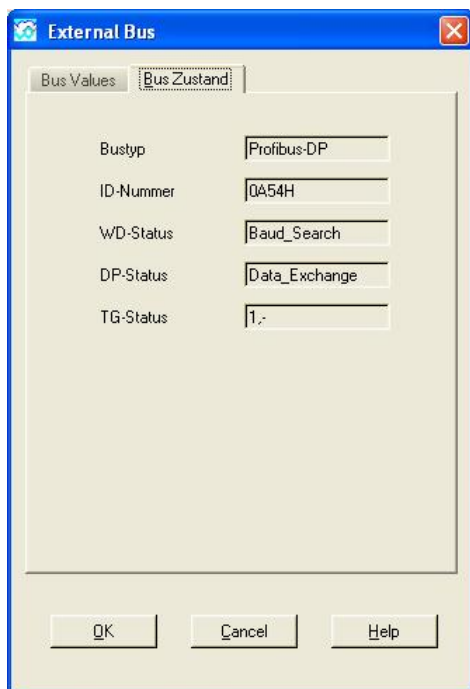 External Bus
Bus Values Bus Zustand
Bustyp Profibus-DP
ID-Nummer 0A54H
WD-Status Baud_Search
DP-Status Data_Exchange
TG-Status 1,-
OK Cancel Help